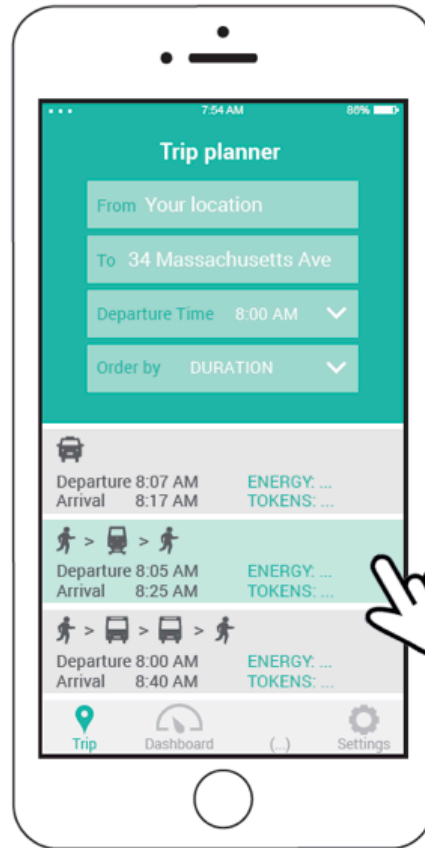 7:54 AM 86%
Trip planner
From Your location
To 34 Massachusetts Ave
Departure Time 8:00 AM
Order by DURATION
Departure 8:07 AM ENERGY: ...
Arrival 8:17 AM TOKENS: ...
> >
Departure 8:05 AM ENERGY: ...
Arrival 8:25 AM TOKENS: ...
> > >
Departure 8:00 AM ENERGY: ...
Arrival 8:40 AM TOKENS: ...
Trip Dashboard (...) Settings